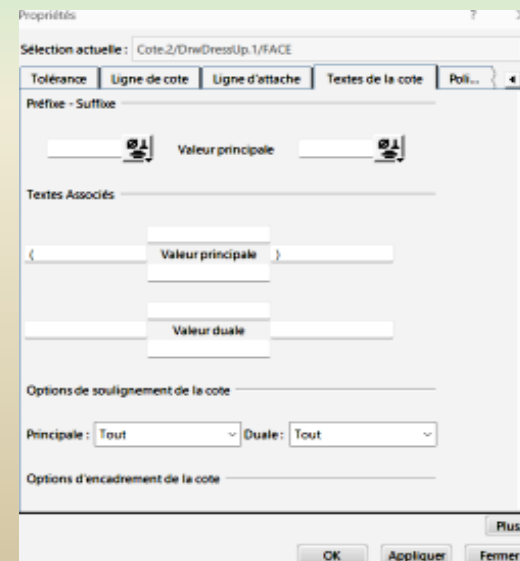 Propriétés ?
Sélection actuelle : Cote.2/DrwDressUp.1/FACE
Tolérance Ligne de cote Ligne d'attache Textes de la cote Poli...
Préfixe - Suffixe
Valeur principale
Textes Associés
( Valeur principale )
Valeur duale
Options de soulignement de la cote
Principale : Tout Duale : Tout
Options d'encadrement de la cote
Plus
OK Appliquer Fermer